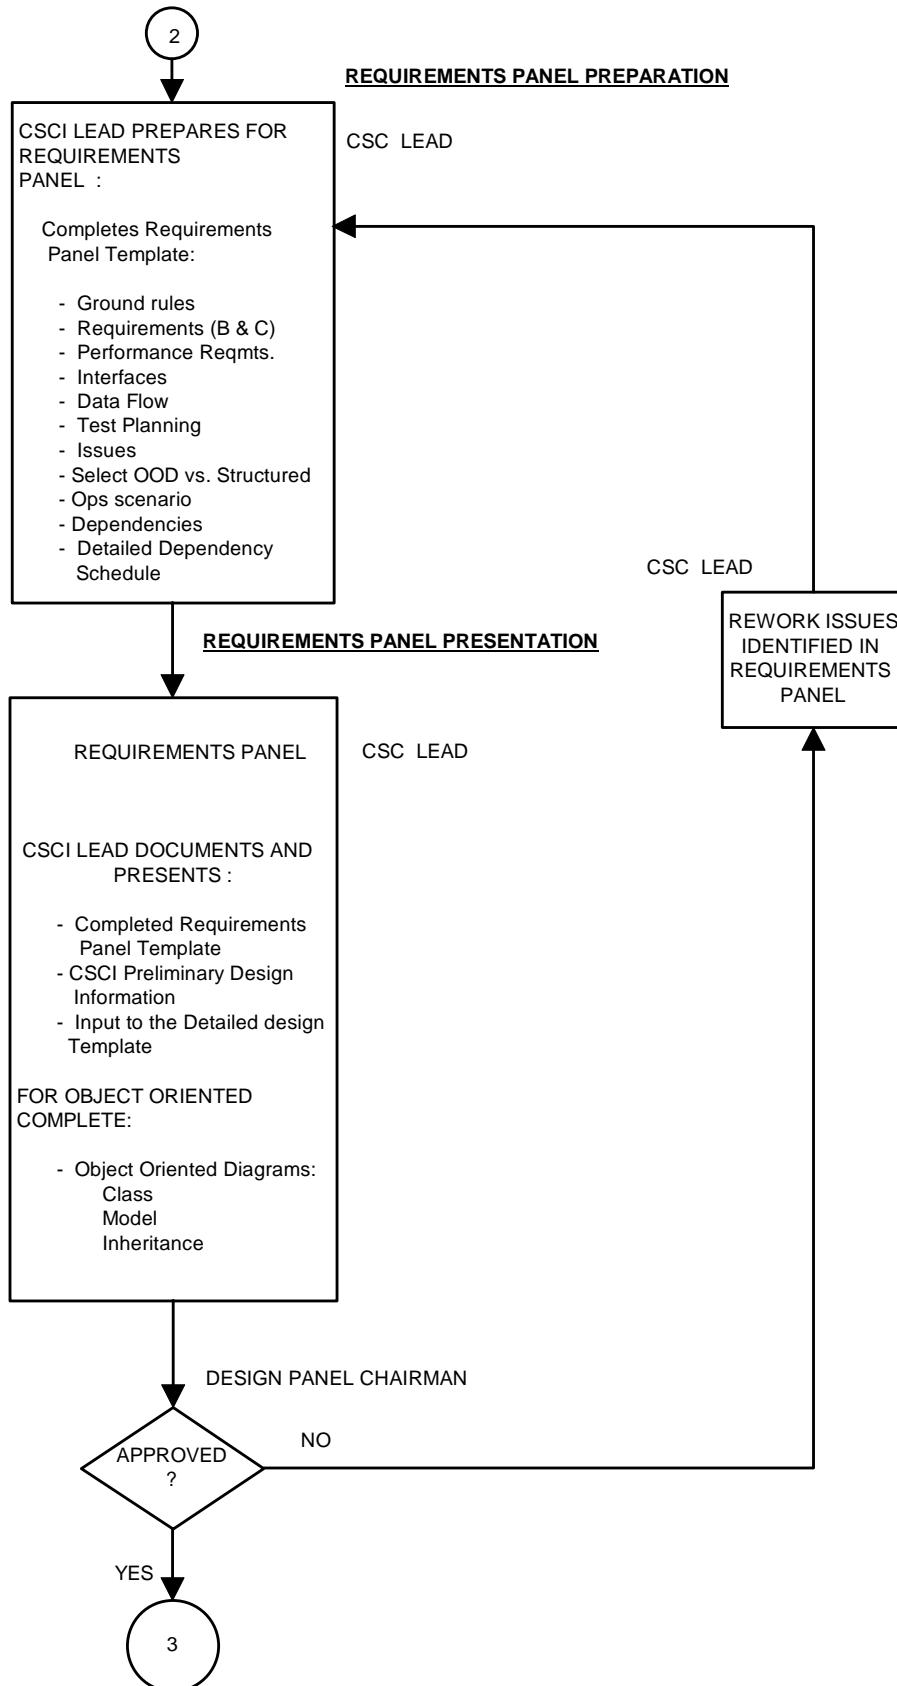 2
REQUIREMENTS PANEL PREPARATION
CSCI LEAD PREPARES FOR
REQUIREMENTS
PANEL :
CSC LEAD
Completes Requirements
Panel Template:
- Ground rules
- Requirements (B & C)
- Performance Reqmts.
- Interfaces
- Data Flow
- Test Planning
- Issues
- Select OOD vs. Structured
- Ops scenario
- Dependencies
- Detailed Dependency
Schedule
CSC LEAD
REWORK ISSUES
IDENTIFIED IN
REQUIREMENTS
PANEL
REQUIREMENTS PANEL PRESENTATION
REQUIREMENTS PANEL
CSC LEAD
CSCI LEAD DOCUMENTS AND
PRESENTS :
- Completed Requirements
Panel Template
- CSCI Preliminary Design
Information
- Input to the Detailed design
Template
FOR OBJECT ORIENTED
COMPLETE:
- Object Oriented Diagrams:
Class
Model
Inheritance
DESIGN PANEL CHAIRMAN
APPROVED
?
NO
YES
3